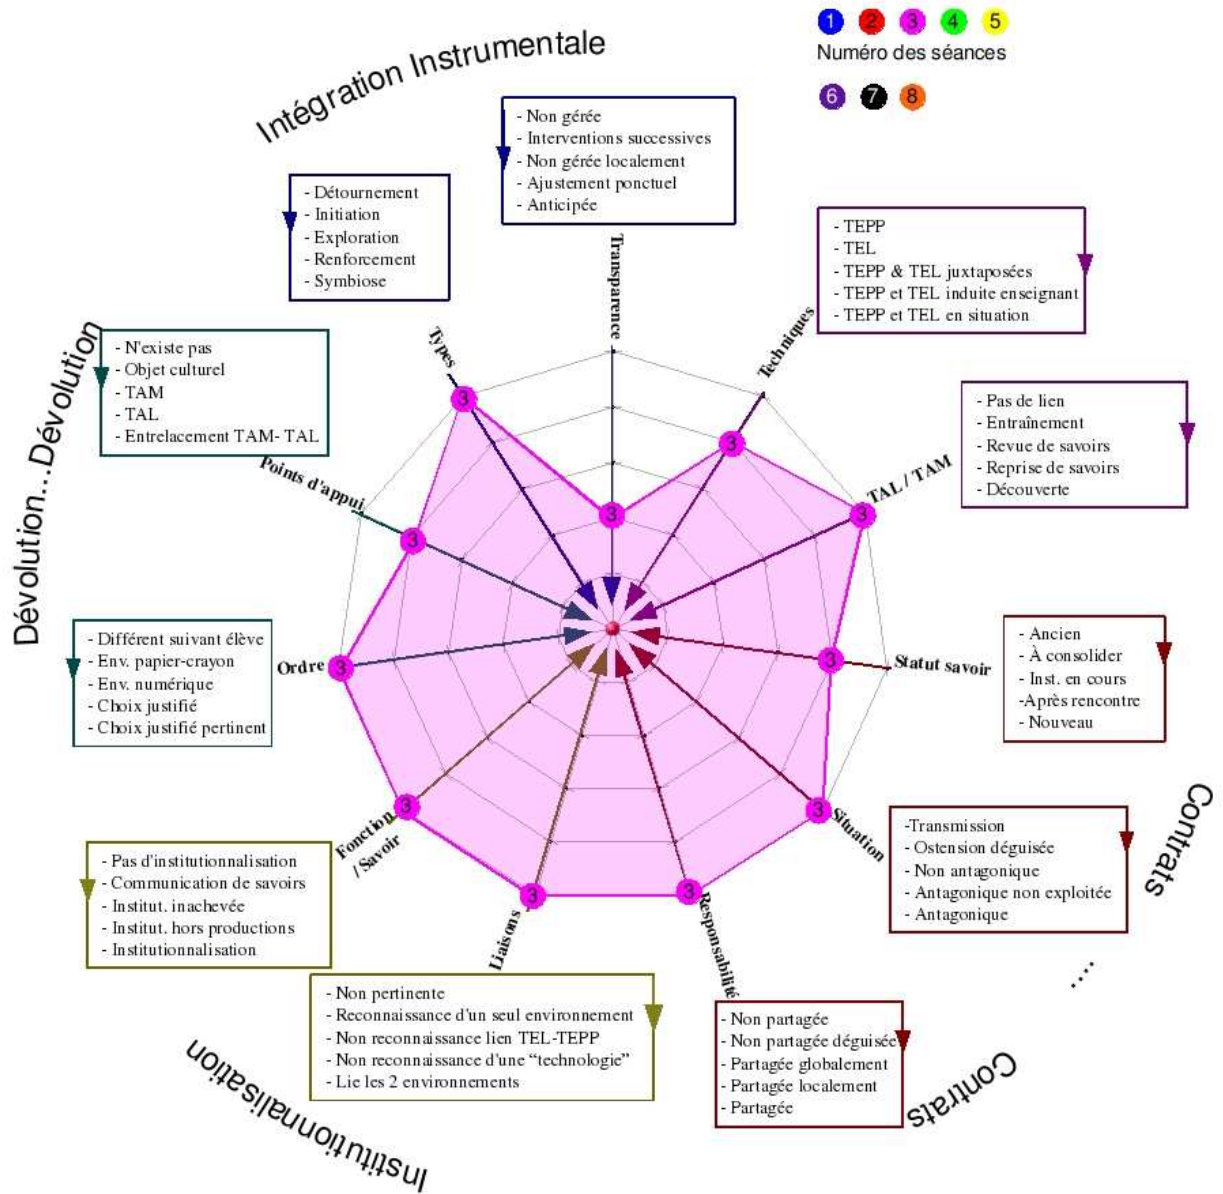 1 2 3 4 5
Numéro des séances
6 7 8
Intégration Instrumentale
- Non gérée
- Interventions successives
- Non gérée localement
- Ajustement ponctuel
- Anticipée
- Détournement
- Initiation
- Exploration
- Renforcement
- Symbiose
- TEPP
- TEL
- TEPP & TEL juxtaposées
- TEPP et TEL induite enseignant
- TEPP et TEL en situation
Transparence
Types
Techniques
Dévolution...Dévolution
- N'existe pas
- Objet culturel
- TAM
- TAL
- Entrelacement TAM- TAL
- Pas de lien
- Entraînement
- Revue de savoirs
- Reprise de savoirs
- Découverte
Points d'appui
TAL / TAM
3
3
3
3
3
- Différent suivant élève
- Env. papier-crayon
- Env. numérique
- Choix justifié
- Choix justifié pertinent
Ordre
3
3
Statut savoir
- Ancien
- À consolider
- Inst. en cours
-Après rencontre
- Nouveau
3
3
Fonction
/ Savoir
Situation
- Pas d'institutionnalisation
- Communication de savoirs
- Institut. inachevée
- Institut. hors productions
- Institutionnalisation
-Transmission
- Ostension déguisée
- Non antagonique
- Antagonique non exploitée
- Antagonique
Contrats
3
3
Liaisons
Responsabilité
....
- Non pertinente
- Reconnaissance d'un seul environnement
- Non reconnaissance lien TEL-TEPP
- Non reconnaissance d'une “technologie”
- Lie les 2 environnements
- Non partagée
- Non partagée déguisée
- Partagée globalement
- Partagée localement
- Partagée
Contrats
Institutionnalisation